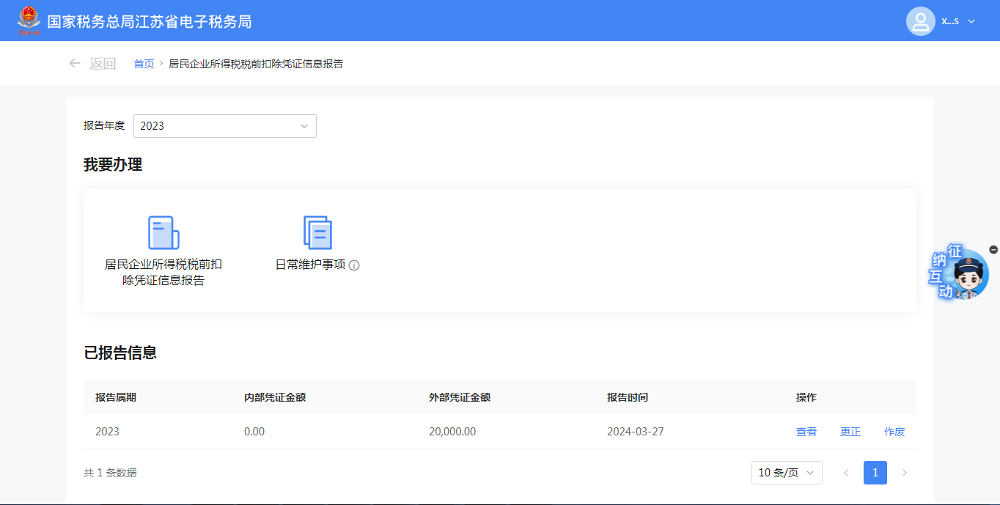 国家税务总局江苏省电子税务局
x...s
返回 首页 > 居民企业所得税税前扣除凭证信息报告
报告年度 2023
我要办理
居民企业所得税税前扣
除凭证信息报告
日常维护事项
征
纳
互
动
已报告信息
报告属期 内部凭证金额 外部凭证金额 报告时间 操作
2023 0.00 20,000.00 2024-03-27 查看 更正 作废
共 1 条数据 10 条/页 1